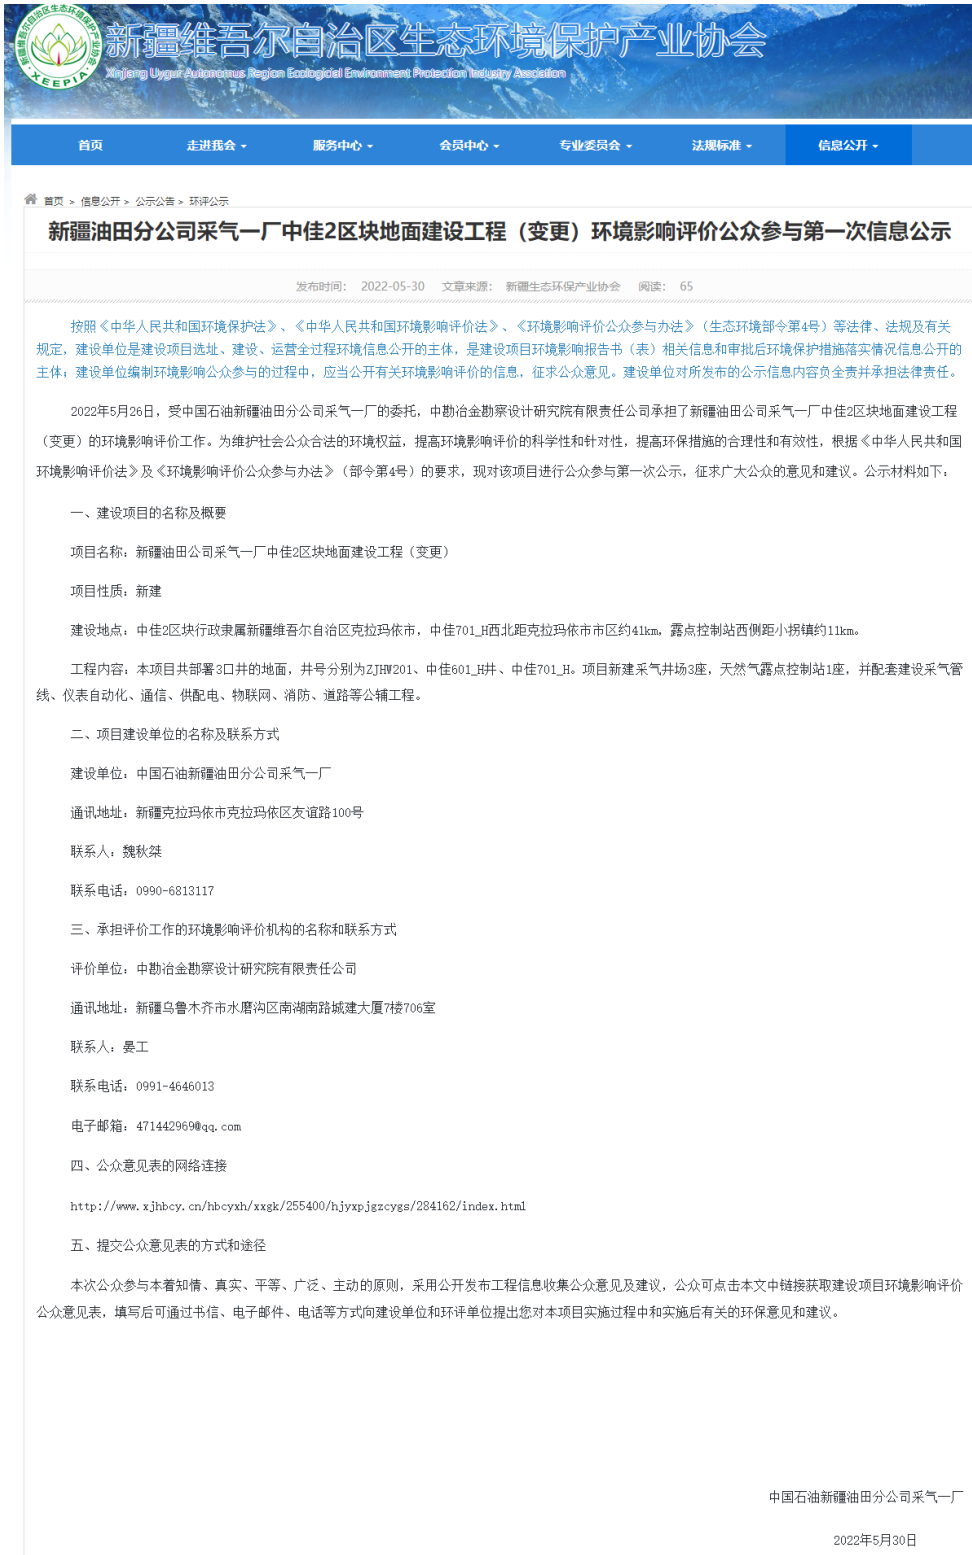 新疆维吾尔自治区生态环境保护产业协会
XEEPIA
新疆维吾尔自治区生态环境保护产业协会
Xinjiang Uygur Autonomus Region Ecological Environment Protection Industry Assciation
首页 走进我会 服务中心 会员中心 专业委员会 法规标准 信息公开
首页 > 信息公开 > 公示公告 > 环评公示
新疆油田分公司采气一厂中佳2区块地面建设工程（变更）环境影响评价公众参与第一次信息公示
发布时间： 2022-05-30 文章来源： 新疆生态环保产业协会 阅读： 65
按照《中华人民共和国环境保护法》、《中华人民共和国环境影响评价法》、《环境影响评价公众参与办法》（生态环境部令第4号）等法律、法规及有关
规定，建设单位是建设项目选址、建设、运营全过程环境信息公开的主体，是建设项目环境影响报告书（表）相关信息和审批后环境保护措施落实情况信息公开的
主体；建设单位编制环境影响公众参与的过程中，应当公开有关环境影响评价的信息，征求公众意见。建设单位对所发布的公示信息内容负全责并承担法律责任。
2022年5月26日，受中国石油新疆油田分公司采气一厂的委托，中勘冶金勘察设计研究院有限责任公司承担了新疆油田公司采气一厂中佳2区块地面建设工程
（变更）的环境影响评价工作。为维护社会公众合法的环境权益，提高环境影响评价的科学性和针对性，提高环保措施的合理性和有效性，根据《中华人民共和国
环境影响评价法》及《环境影响评价公众参与办法》（部令第4号）的要求，现对该项目进行公众参与第一次公示，征求广大公众的意见和建议。公示材料如下：
一、建设项目的名称及概要
项目名称：新疆油田公司采气一厂中佳2区块地面建设工程（变更）
项目性质：新建
建设地点：中佳2区块行政隶属新疆维吾尔自治区克拉玛依市，中佳701_H西北距克拉玛依市市区约41km，露点控制站西侧距小拐镇约11km。
工程内容：本项目共部署3口井的地面，井号分别为ZJHW201、中佳601_H井、中佳701_H。项目新建采气井场3座，天然气露点控制站1座，并配套建设采气管
线、仪表自动化、通信、供配电、物联网、消防、道路等公辅工程。
二、项目建设单位的名称及联系方式
建设单位：中国石油新疆油田分公司采气一厂
通讯地址：新疆克拉玛依市克拉玛依区友谊路100号
联系人：魏秋桀
联系电话：0990-6813117
三、承担评价工作的环境影响评价机构的名称和联系方式
评价单位：中勘冶金勘察设计研究院有限责任公司
通讯地址：新疆乌鲁木齐市水磨沟区南湖南路城建大厦7楼706室
联系人：晏工
联系电话：0991-4646013
电子邮箱：471442969@qq.com
四、公众意见表的网络连接
http://www.xjhbcy.cn/hbcyxh/xxgk/255400/hjyxpjgzcygs/284162/index.html
五、提交公众意见表的方式和途径
本次公众参与本着知情、真实、平等、广泛、主动的原则，采用公开发布工程信息收集公众意见及建议，公众可点击本文中链接获取建设项目环境影响评价
公众意见表，填写后可通过书信、电子邮件、电话等方式向建设单位和环评单位提出您对本项目实施过程中和实施后有关的环保意见和建议。
中国石油新疆油田分公司采气一厂
2022年5月30日